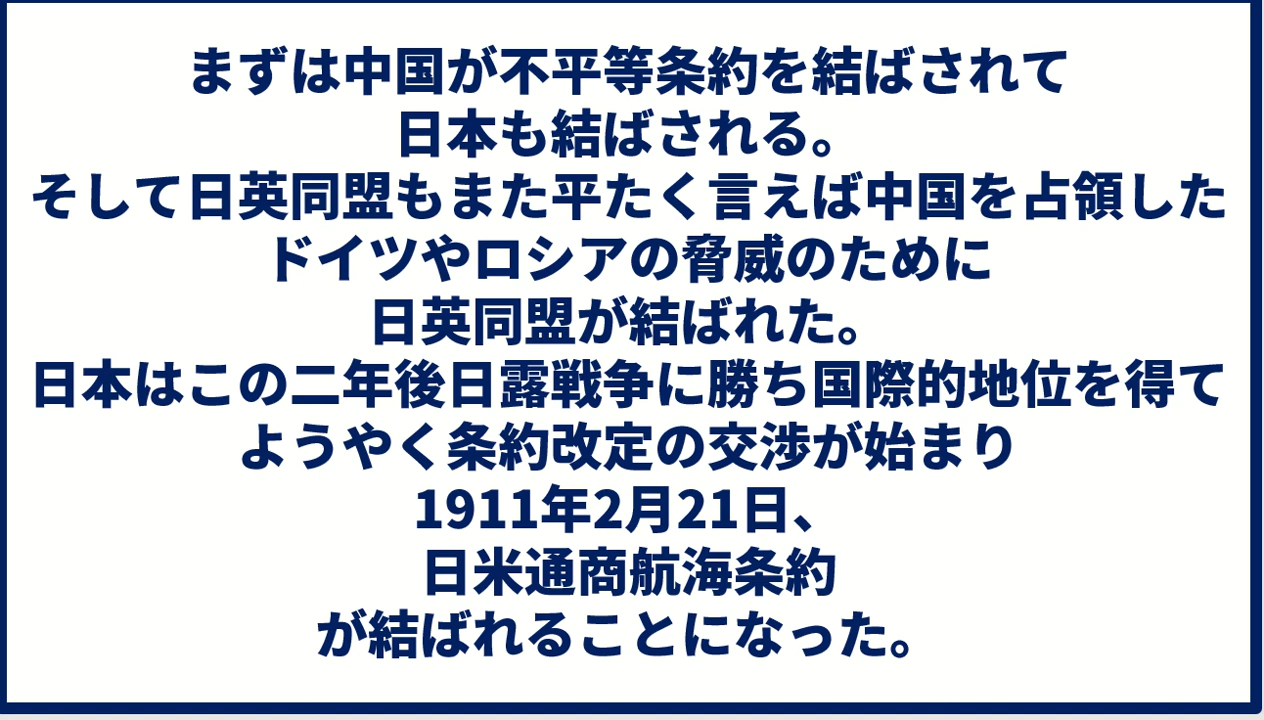 まずは中国が不平等条約を結ばされて
日本も結ばされる。
そして日英同盟もまた平たく言えば中国を占領した
ドイツやロシアの脅威のために
日英同盟が結ばれた。
日本はこの二年後日露戦争に勝ち国際的地位を得て
ようやく条約改定の交渉が始まり
1911年2月21日、
日米通商航海条約
が結ばれることになった。